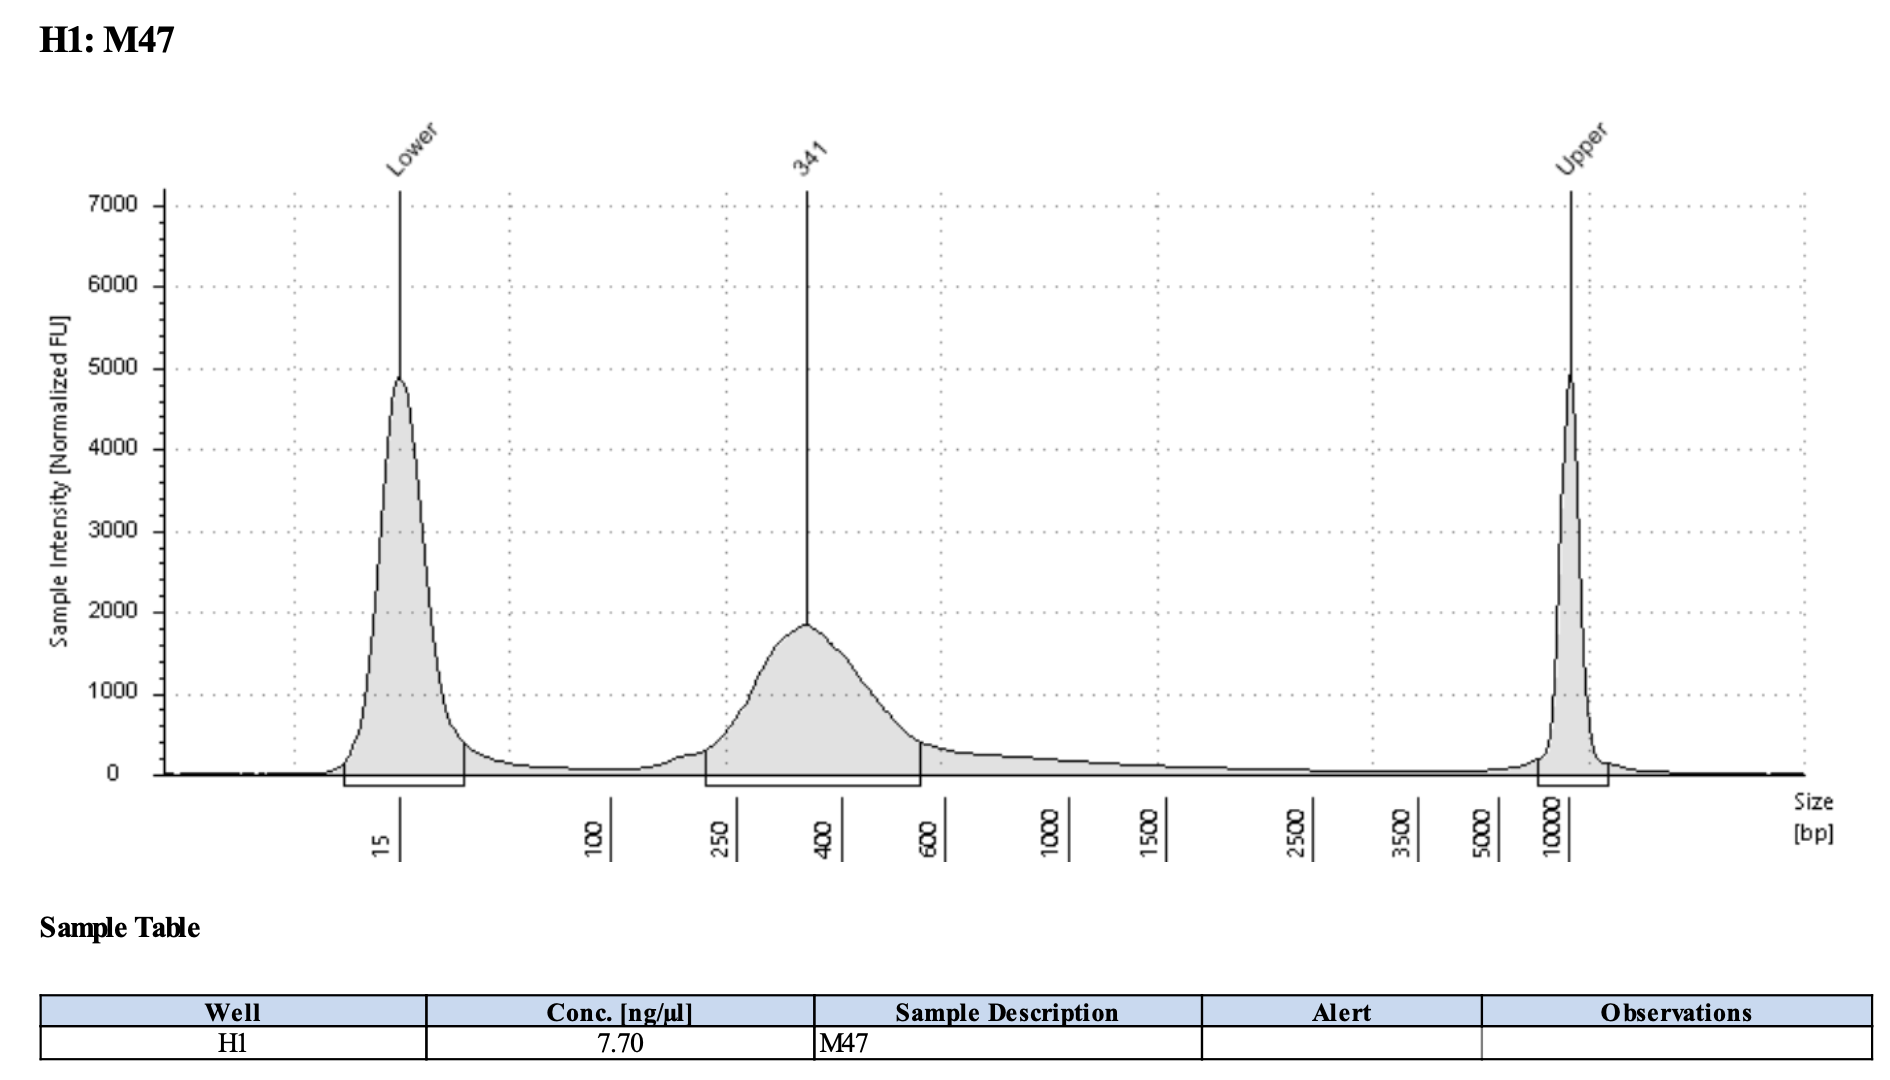 H1: M47
Lower
341
Upper
Sample Intensity [Normalized FU]
7000
6000
5000
4000
3000
2000
1000
0
15
100
250
400
600
1000
1500
2500
3500
5000
10000
Size
[bp]
Sample Table
Well Conc. [ng/µl] Sample Description Alert Observations
H1 7.70 M47